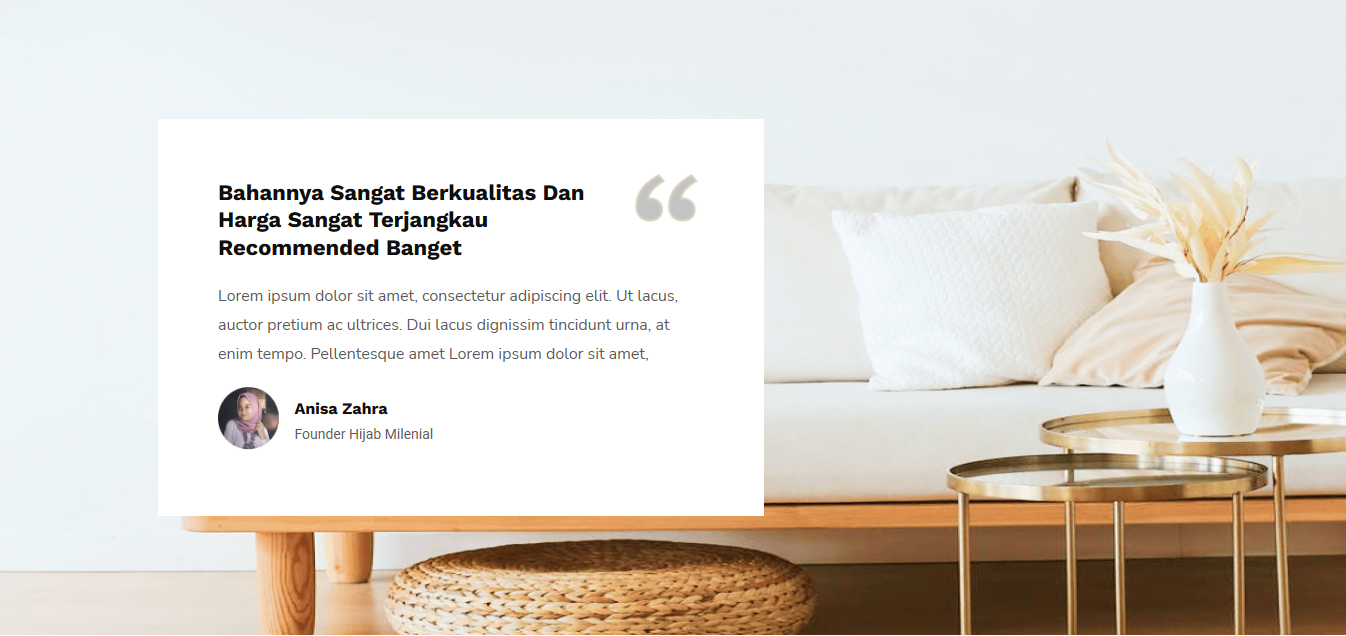 Bahannya Sangat Berkualitas Dan
Harga Sangat Terjangkau
Recommended Banget
Lorem ipsum dolor sit amet, consectetur adipiscing elit. Ut lacus,
auctor pretium ac ultrices. Dui lacus dignissim tincidunt urna, at
enim tempo. Pellentesque amet Lorem ipsum dolor sit amet,
Anisa Zahra
Founder Hijab Milenial